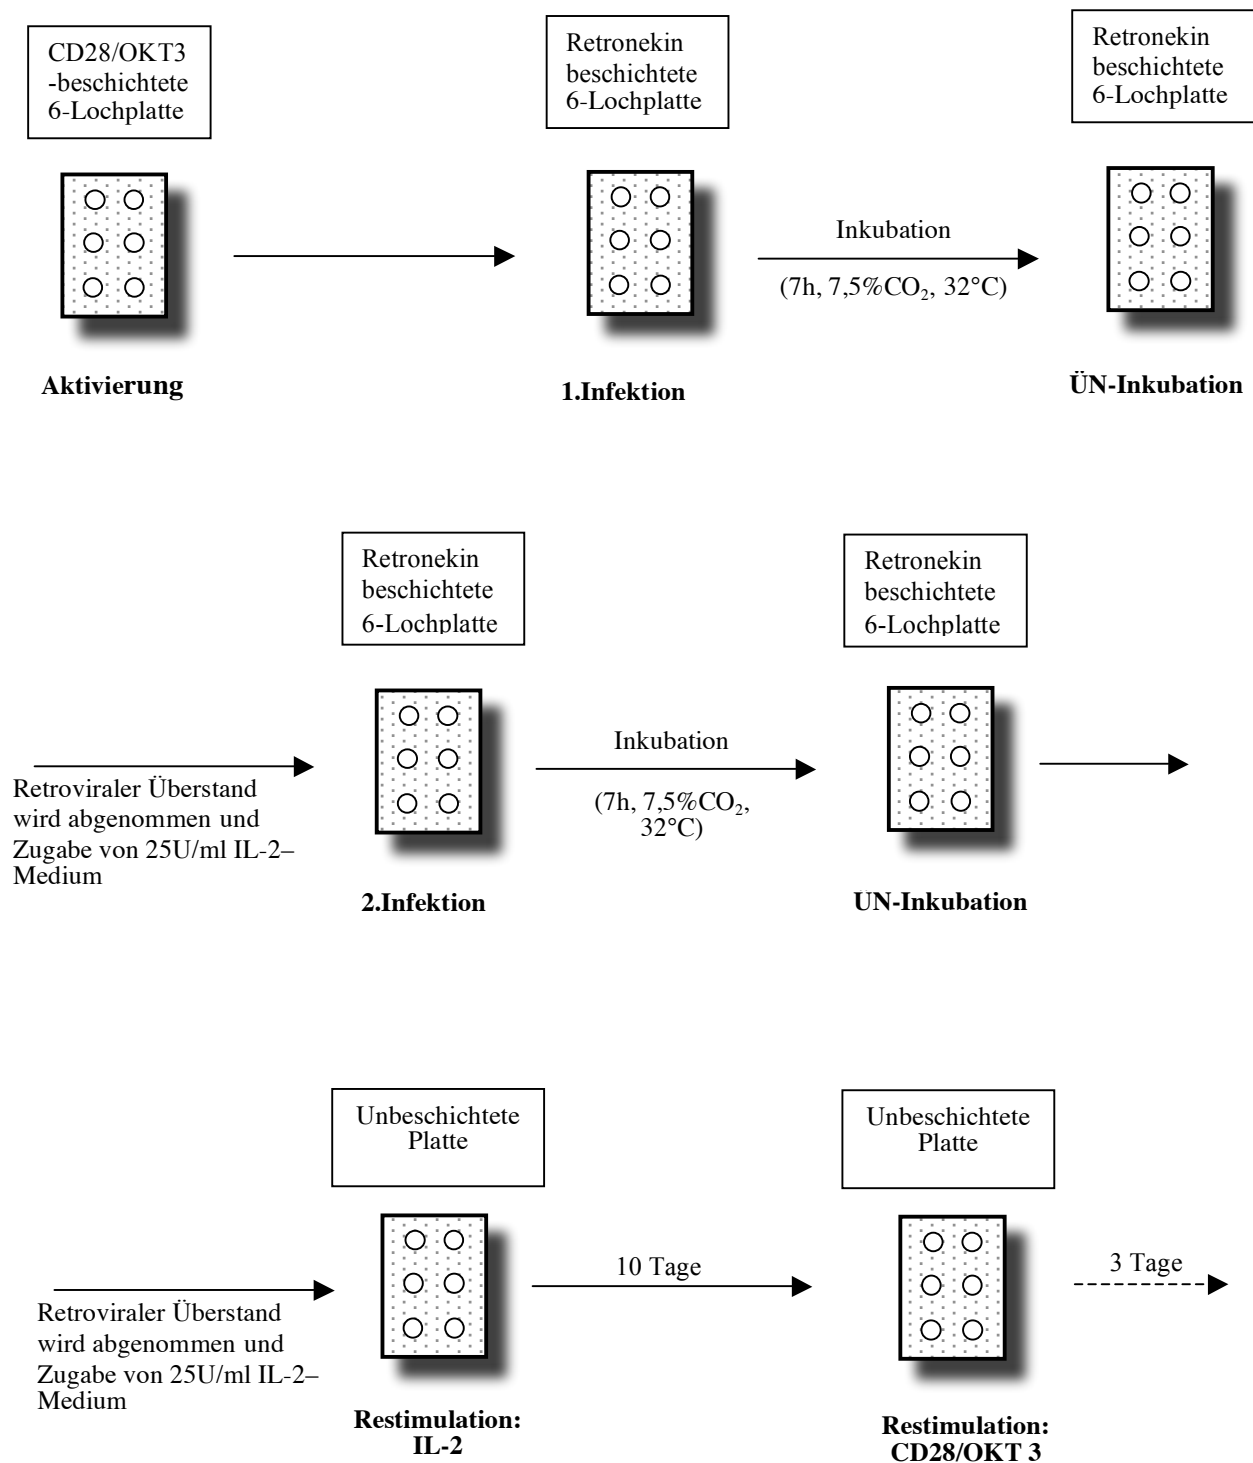 CD28/OKT3
-beschichtete
6-Lochplatte
Retronekin
beschichtete
6-Lochplatte
Retronekin
beschichtete
6-Lochplatte
Inkubation
(7h, 7,5%CO₂, 32°C)
Aktivierung
1.Infektion
ÜN-Inkubation
Retronekin
beschichtete
6-Lochplatte
Retronekin
beschichtete
6-Lochplatte
Retroviraler Überstand
wird abgenommen und
Zugabe von 25U/ml IL-2–
Medium
Inkubation
(7h, 7,5%CO₂,
32°C)
2.Infektion
ÜN-Inkubation
Unbeschichtete
Platte
Unbeschichtete
Platte
Retroviraler Überstand
wird abgenommen und
Zugabe von 25U/ml IL-2–
Medium
10 Tage
3 Tage
Restimulation:
IL-2
Restimulation:
CD28/OKT 3